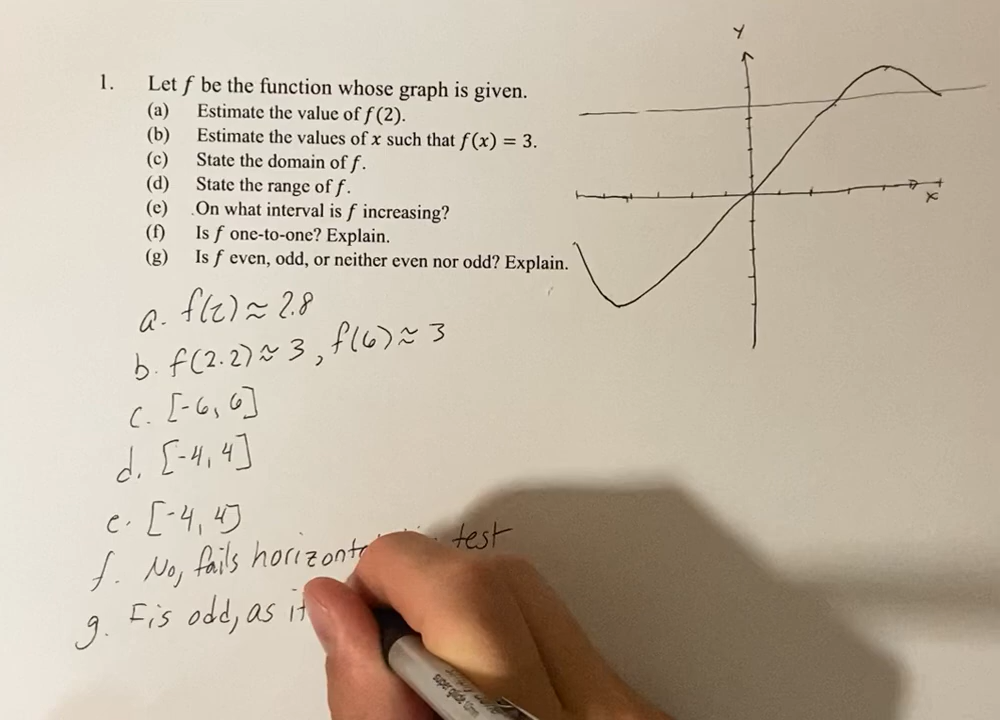 1. Let f be the function whose graph is given.
(a) Estimate the value of f(2).
(b) Estimate the values of x such that f(x) = 3.
(c) State the domain of f.
(d) State the range of f.
(e) On what interval is f increasing?
(f) Is f one-to-one? Explain.
(g) Is f even, odd, or neither even nor odd? Explain.
y
x
a. f(2) ≈ 2.8
b. f(2.2) ≈ 3, f(6) ≈ 3
c. [-6, 6]
d. [-4, 4]
e. [-4, 4]
f. No, fails horizonta test
g. F is odd, as it